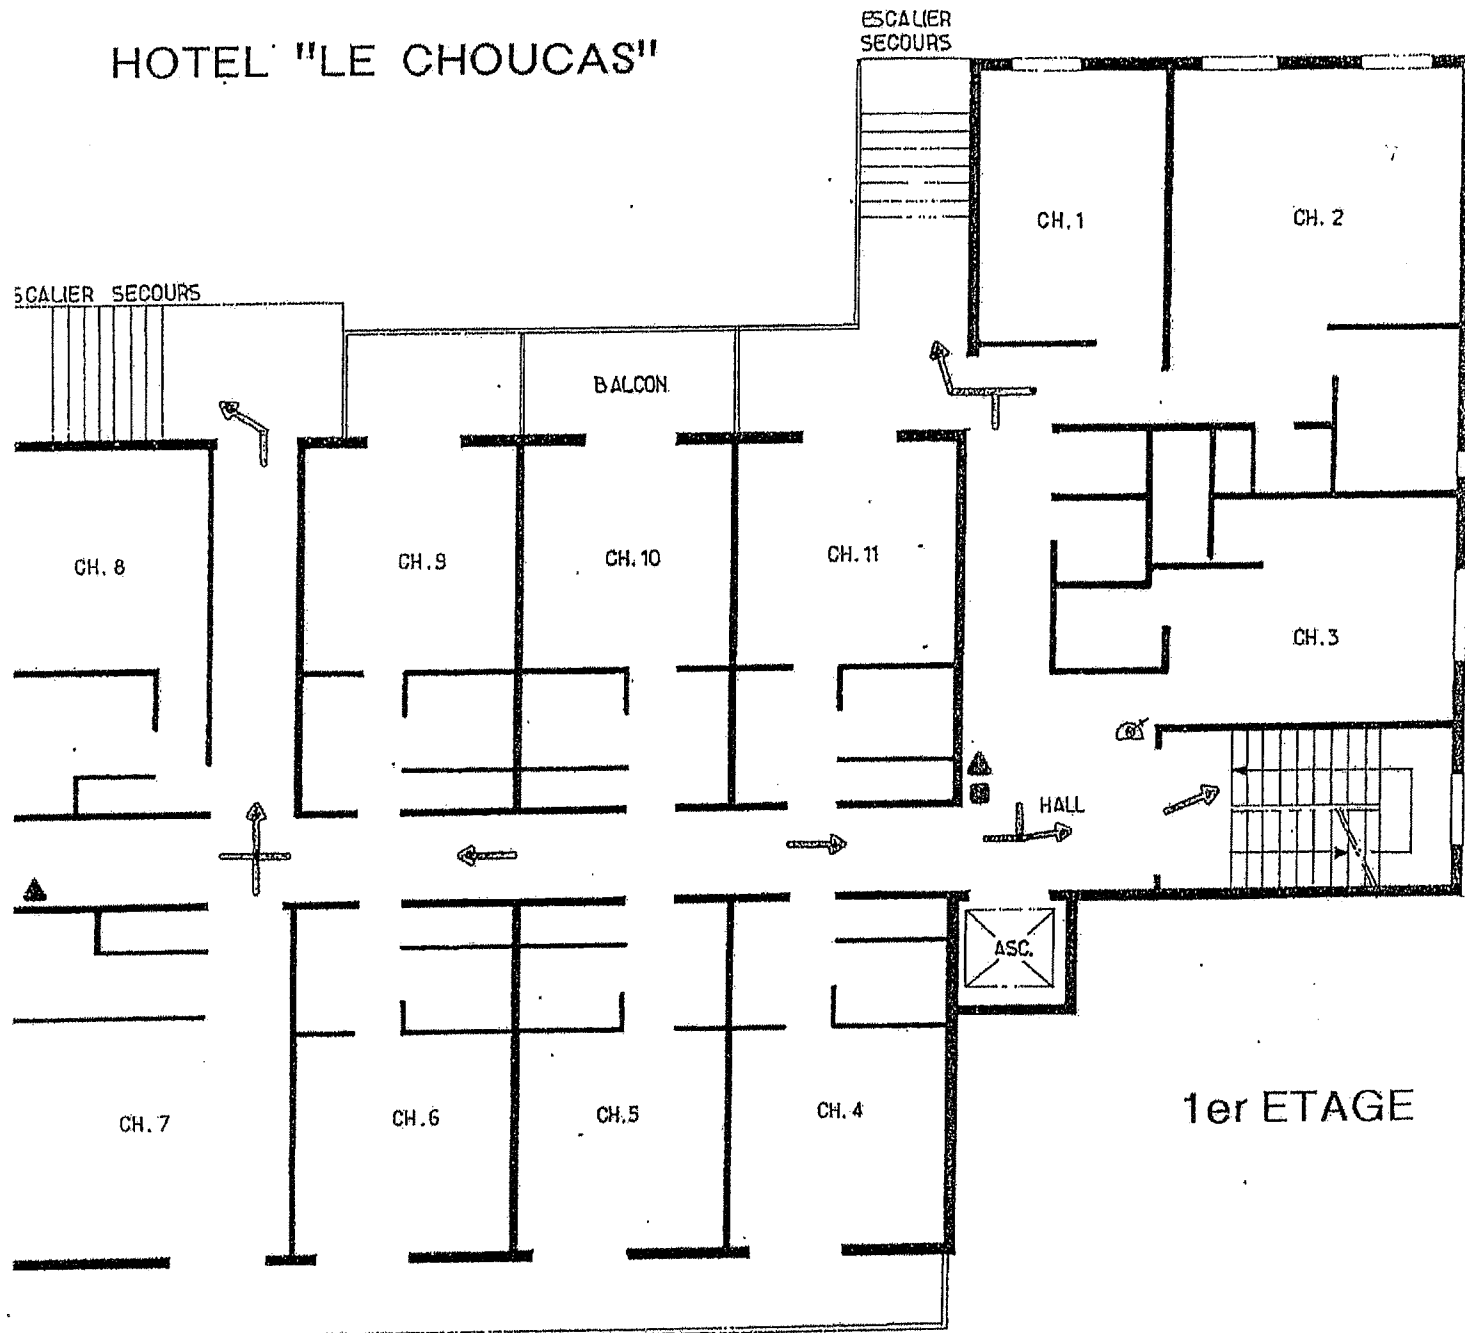 HOTEL "LE CHOUCAS"
ESCALIER
SECOURS
CH.1
CH. 2
SCALIER SECOURS
BALCON
CH. 8
CH.9
CH.10
CH.11
CH.3
HALL
ASC.
CH. 7
CH.6
CH.5
CH. 4
1er ETAGE